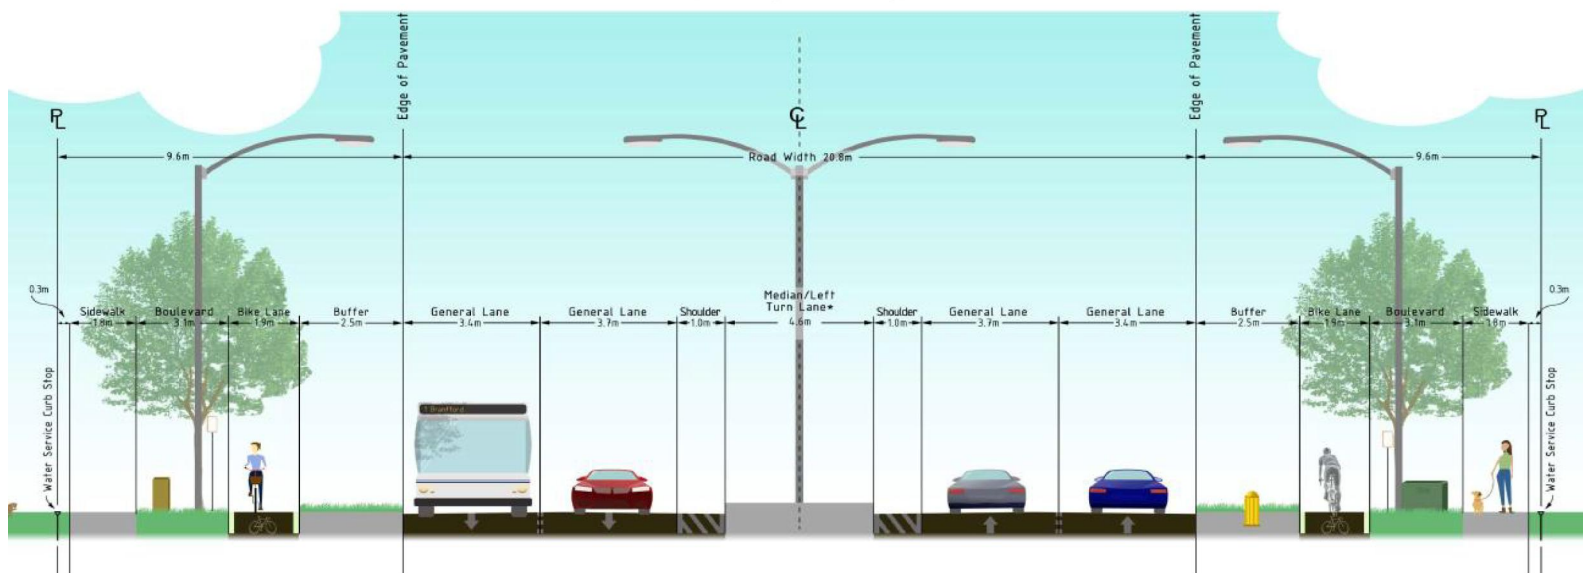 Edge of Pavement
Edge of Pavement
PL
CL
PL
9.6m
Road Width 20.8m
9.6m
0.3m
Sidewalk
1.8m
Boulevard
3.1m
Bike Lane
1.9m
Buffer
2.5m
General Lane
3.4m
General Lane
3.7m
Shoulder
1.0m
Median/Left
Turn Lane*
4.6m
Shoulder
1.0m
General Lane
3.7m
General Lane
3.4m
Buffer
2.5m
Bike Lane
1.9m
Boulevard
3.1m
Sidewalk
1.8m
0.3m
Water Service Curb Stop
1 Brantford
Water Service Curb Stop